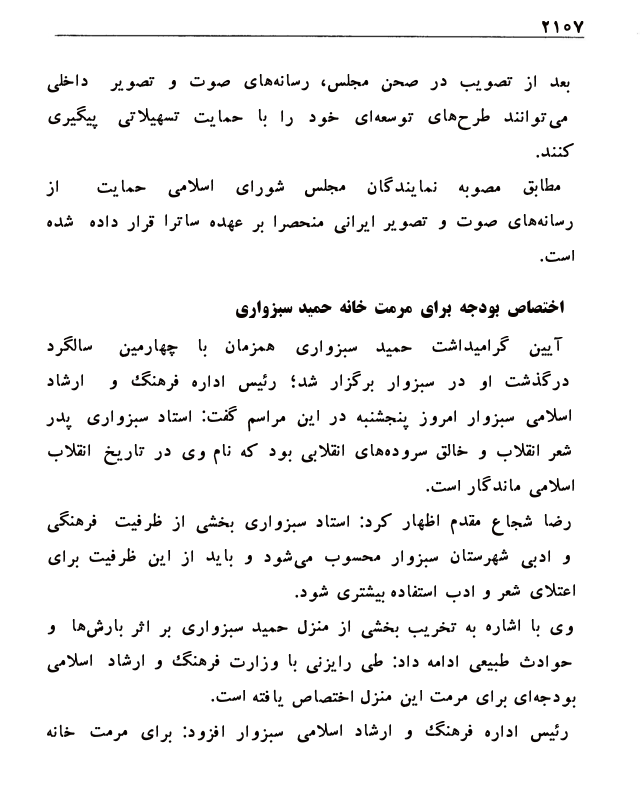 ۲۱۰۷
بعد از تصویب در صحن مجلس، رسانه‌های صوت و تصویر داخلی
می‌توانند طرح‌های توسعه‌ای خود را با حمایت تسهیلاتی پیگیری
کنند.
مطابق مصوبه نمایندگان مجلس شورای اسلامی حمایت از
رسانه‌های صوت و تصویر ایرانی منحصرا بر عهده ساترا قرار داده شده
است.
اختصاص بودجه برای مرمت خانه حمید سبزواری
آیین گرامیداشت حمید سبزواری همزمان با چهارمین سالگرد
درگذشت او در سبزوار برگزار شد؛ رئیس اداره فرهنگ و ارشاد
اسلامی سبزوار امروز پنجشنبه در این مراسم گفت: استاد سبزواری پدر
شعر انقلاب و خالق سروده‌های انقلابی بود که نام وی در تاریخ انقلاب
اسلامی ماندگار است.
رضا شجاع مقدم اظهار کرد: استاد سبزواری بخشی از ظرفیت فرهنگی
و ادبی شهرستان سبزوار محسوب می‌شود و باید از این ظرفیت برای
اعتلای شعر و ادب استفاده بیشتری شود.
وی با اشاره به تخریب بخشی از منزل حمید سبزواری بر اثر بارش‌ها و
حوادث طبیعی ادامه داد: طی رایزنی با وزارت فرهنگ و ارشاد اسلامی
بودجه‌ای برای مرمت این منزل اختصاص یافته است.
رئیس اداره فرهنگ و ارشاد اسلامی سبزوار افزود: برای مرمت خانه